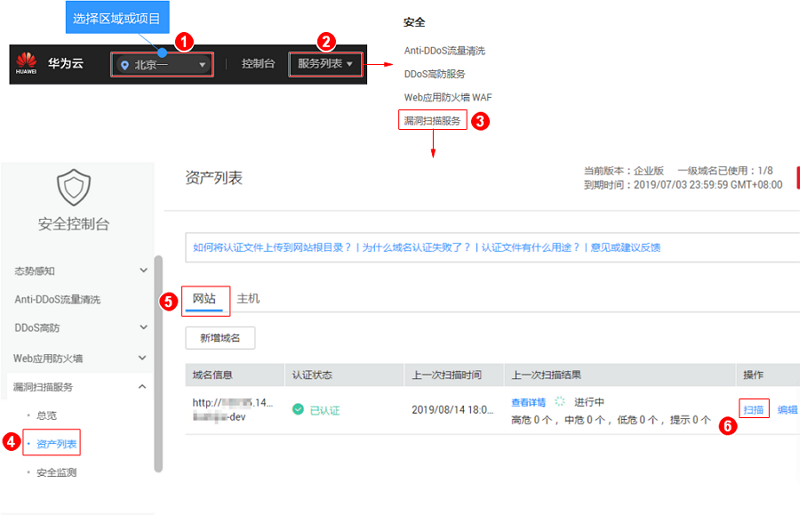 选择区域或项目
1
2
HUAWEI
华为云
北京一
控制台
服务列表
安全
Anti-DDoS流量清洗
DDoS高防服务
Web应用防火墙 WAF
漏洞扫描服务
3
安全控制台
态势感知
Anti-DDoS流量清洗
DDoS高防
Web应用防火墙
漏洞扫描服务
总览
4
资产列表
安全监测
资产列表
当前版本：企业版 一级域名已使用：1/8
到期时间：2019/07/03 23:59:59 GMT+08:00
如何将认证文件上传到网站根目录？ | 为什么域名认证失败了？ | 认证文件有什么用途？ | 意见或建议反馈
5
网站 主机
新增域名
域名信息 认证状态 上一次扫描时间 上一次扫描结果 操作
http:// 5.14...
-dev
已认证
2019/08/14 18:0...
查看详情 进行中
高危 0 个 ，中危 0 个 ，低危 0 个 ，提示 0 个
6
扫描 编辑